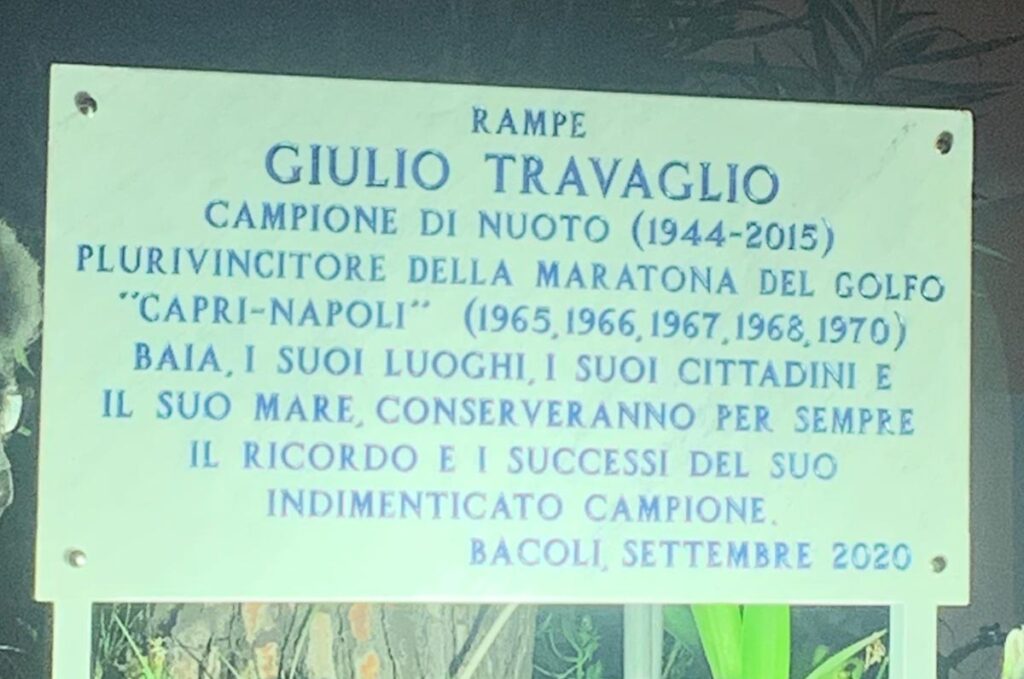 RAMPE
GIULIO TRAVAGLIO
CAMPIONE DI NUOTO (1944-2015)
PLURIVINCITORE DELLA MARATONA DEL GOLFO
"CAPRI-NAPOLI" (1965, 1966, 1967, 1968, 1970)
BAIA, I SUOI LUOGHI, I SUOI CITTADINI E
IL SUO MARE, CONSERVERANNO PER SEMPRE
IL RICORDO E I SUCCESSI DEL SUO
INDIMENTICATO CAMPIONE.
BACOLI, SETTEMBRE 2020